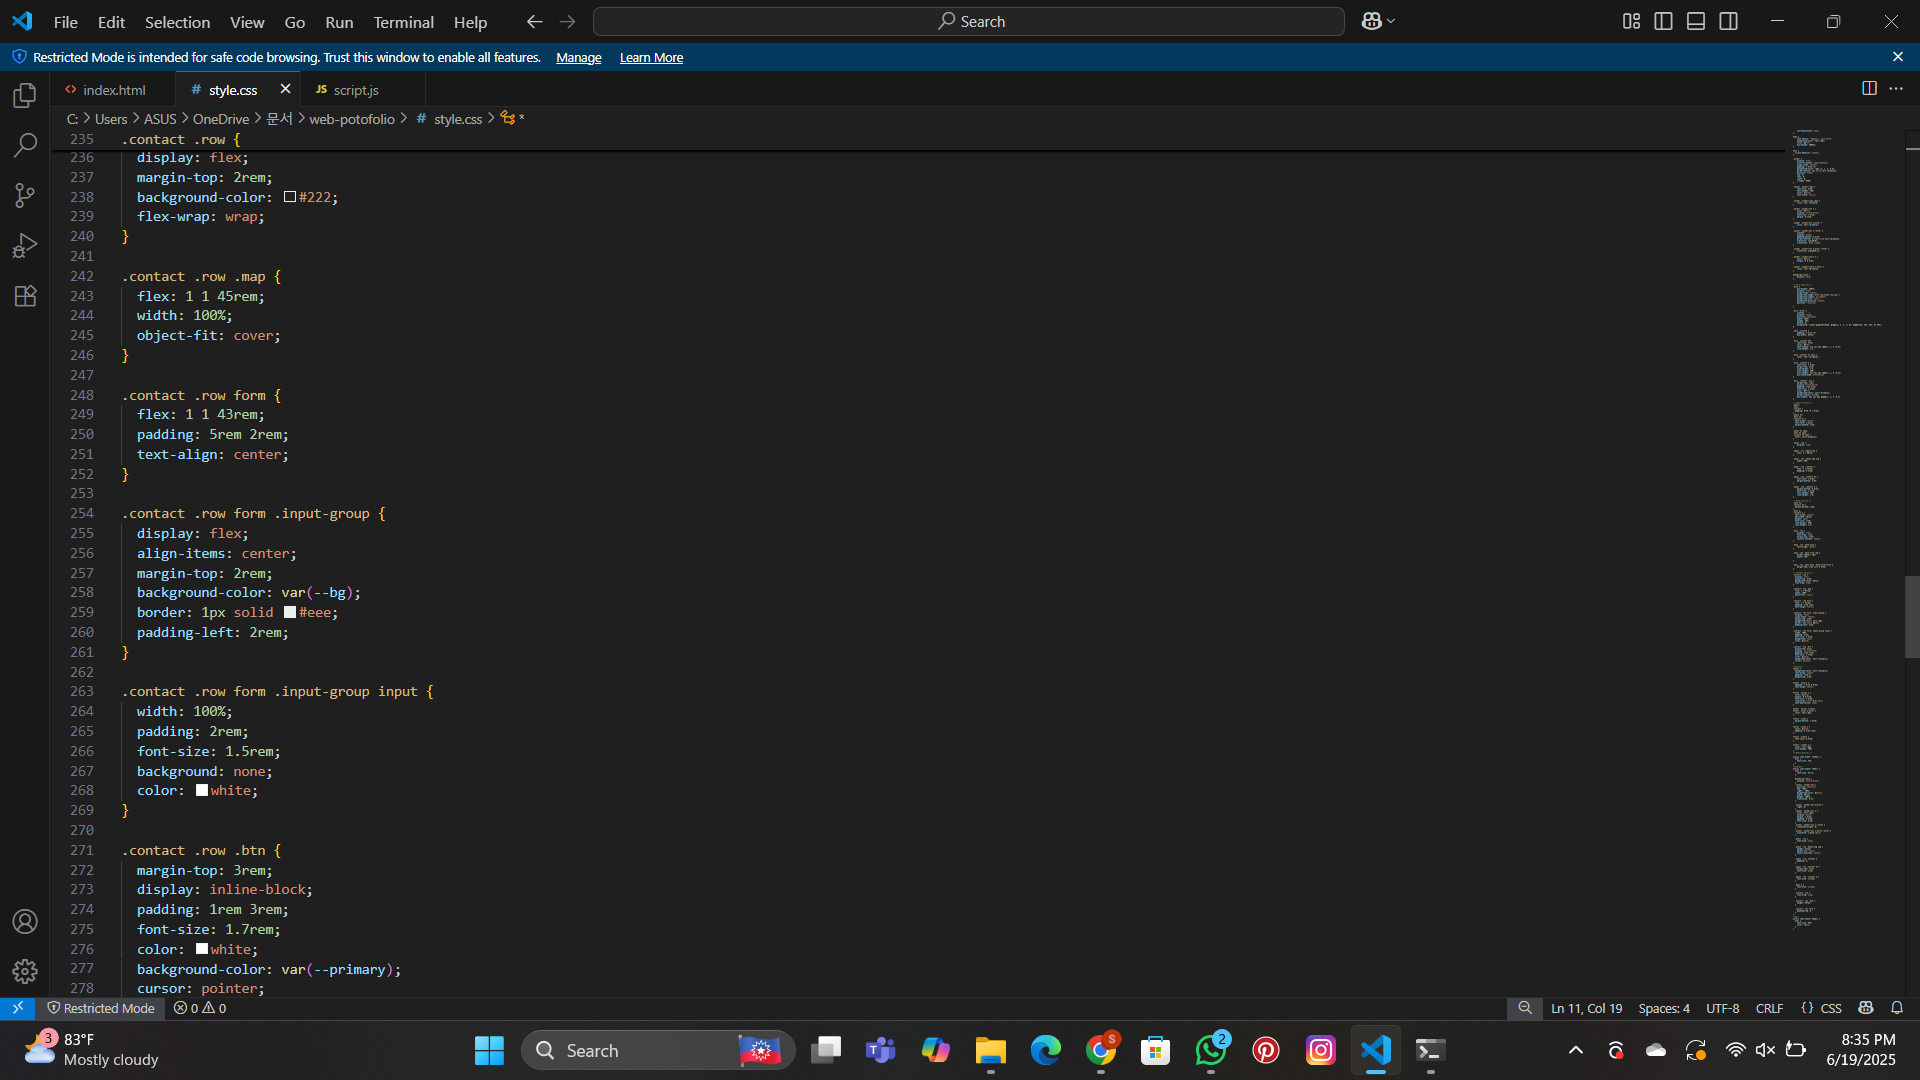 File Edit Selection View Go Run Terminal Help
Search
Restricted Mode is intended for safe code browsing. Trust this window to enable all features. Manage Learn More
<> index.html # style.css JS script.js
C: > Users > ASUS > OneDrive > 문서 > web-potofolio > # style.css > *
235 .contact .row {
236 display: flex;
237 margin-top: 2rem;
238 background-color: #222;
239 flex-wrap: wrap;
240 }
241
242 .contact .row .map {
243 flex: 1 1 45rem;
244 width: 100%;
245 object-fit: cover;
246 }
247
248 .contact .row form {
249 flex: 1 1 43rem;
250 padding: 5rem 2rem;
251 text-align: center;
252 }
253
254 .contact .row form .input-group {
255 display: flex;
256 align-items: center;
257 margin-top: 2rem;
258 background-color: var(--bg);
259 border: 1px solid #eee;
260 padding-left: 2rem;
261 }
262
263 .contact .row form .input-group input {
264 width: 100%;
265 padding: 2rem;
266 font-size: 1.5rem;
267 background: none;
268 color: white;
269 }
270
271 .contact .row .btn {
272 margin-top: 3rem;
273 display: inline-block;
274 padding: 1rem 3rem;
275 font-size: 1.7rem;
276 color: white;
277 background-color: var(--primary);
278 cursor: pointer;
Restricted Mode 0 0 Ln 11, Col 19 Spaces: 4 UTF-8 CRLF {} CSS
3 83°F
Mostly cloudy
Search
S
2
8:35 PM
6/19/2025